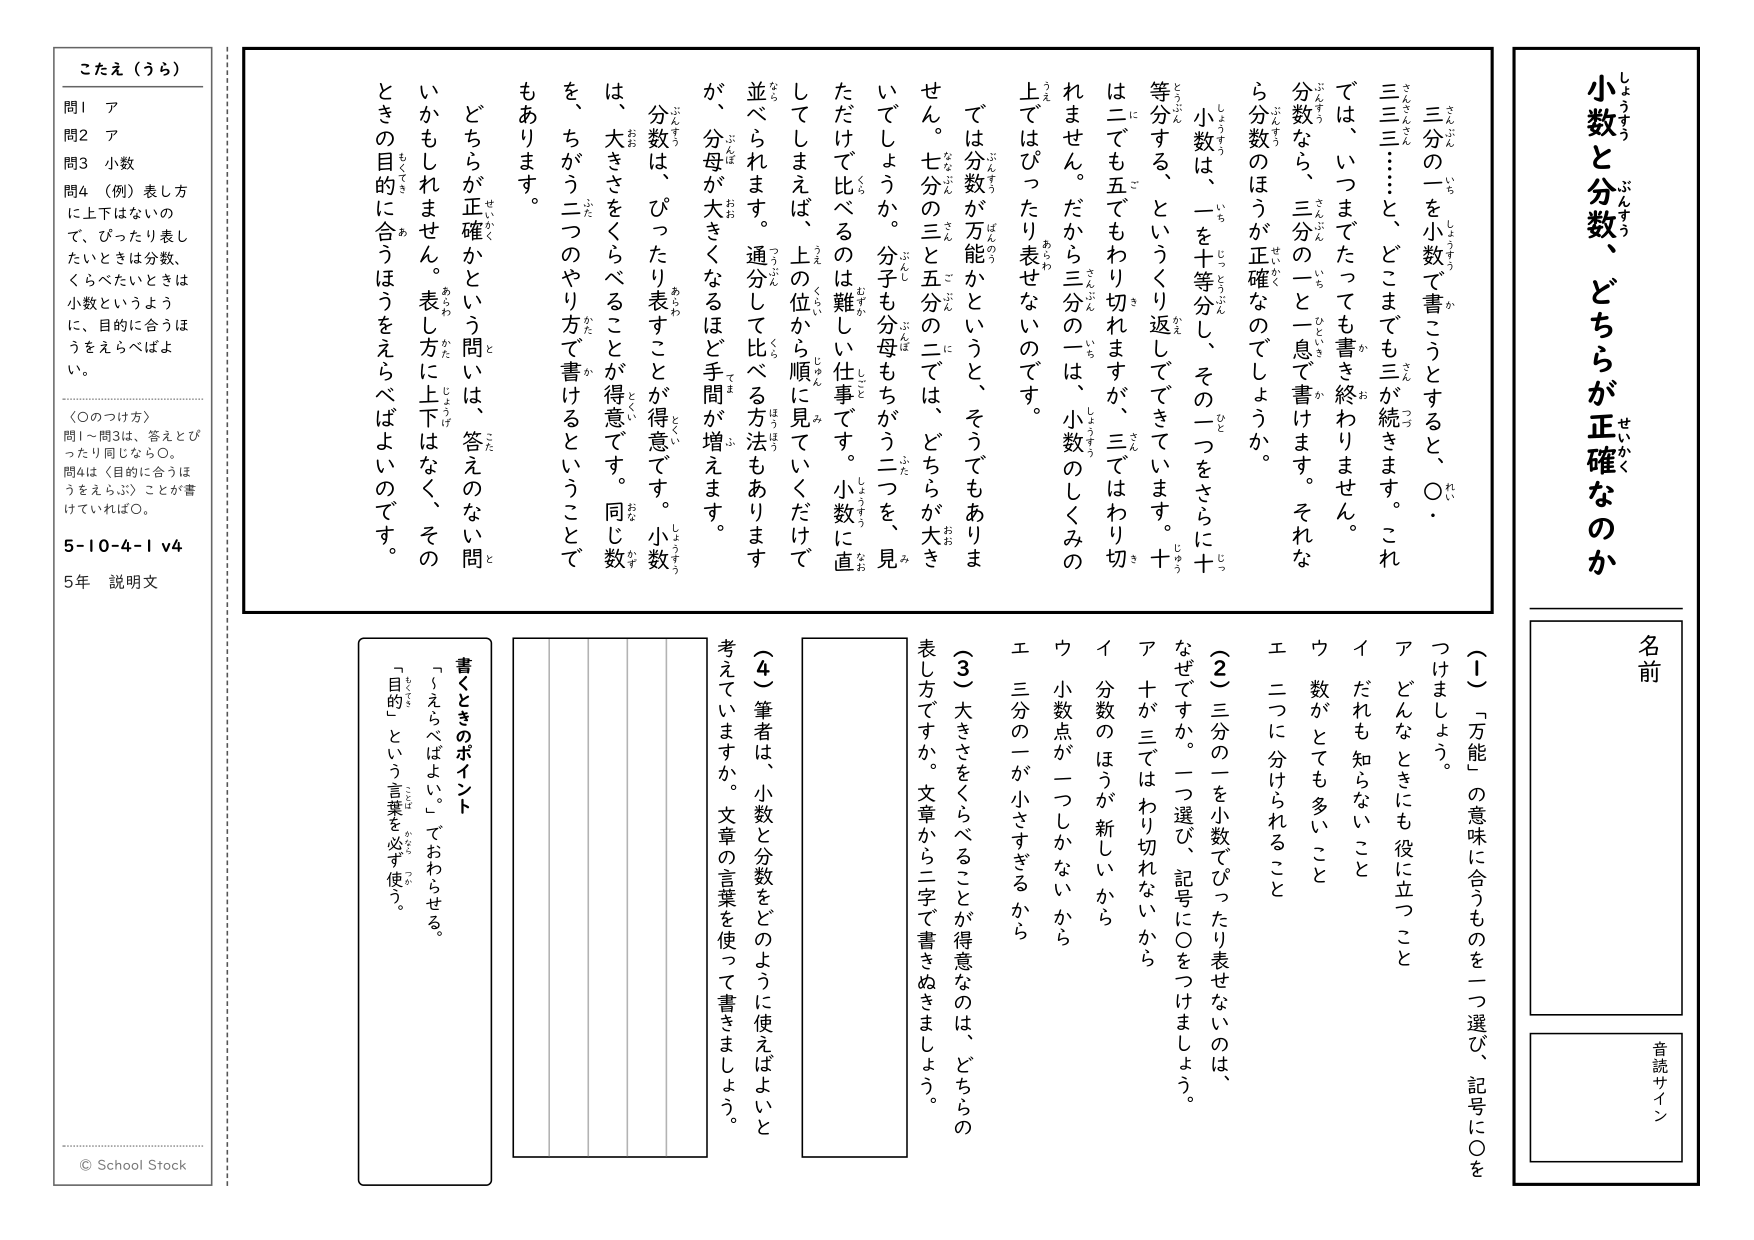 小数と分数、どちらが正確なのか
名前
音読サイン
三分の一を小数で書こうとすると、〇・
三三三……と、どこまでも三が続きます。これ
では、いつまでたっても書き終わりません。
分数なら、三分の一と一息で書けます。それな
ら分数のほうが正確なのでしょうか。
小数は、一を十等分し、その一つをさらに十
等分する、というくり返しでできています。十
は二でも五でもわり切れますが、三ではわり切
れません。だから三分の一は、小数のしくみの
上ではぴったり表せないのです。
では分数が万能かというと、そうでもありま
せん。七分の三と五分の二では、どちらが大き
いでしょうか。分子も分母もちがう二つを、見
ただけで比べるのは難しい仕事です。小数に直
してしまえば、上の位から順に見ていくだけで
並べられます。通分して比べる方法もあります
が、分母が大きくなるほど手間が増えます。
分数は、ぴったり表すことが得意です。小数
は、大きさをくらべることが得意です。同じ数
を、ちがう二つのやり方で書けるということで
もあります。
どちらが正確かという問いは、答えのない問
いかもしれません。表し方に上下はなく、その
ときの目的に合うほうをえらべばよいのです。
(1)「万能」の意味に合うものを一つ選び、記号に〇を
つけましょう。
ア どんな ときにも 役に立つ こと
イ だれも 知らない こと
ウ 数が とても 多い こと
エ 二つに 分けられる こと
(2)三分の一を小数でぴったり表せないのは、
なぜですか。一つ選び、記号に〇をつけましょう。
ア 十が 三では わり切れない から
イ 分数の ほうが 新しい から
ウ 小数点が 一つしか ない から
エ 三分の一が 小さすぎる から
(3)大きさをくらべることが得意なのは、どちらの
表し方ですか。文章から二字で書きぬきましょう。
(4)筆者は、小数と分数をどのように使えばよいと
考えていますか。文章の言葉を使って書きましょう。
書くときのポイント
「〜えらべばよい。」でおわらせる。
「目的」という言葉を必ず使う。
こたえ（うら）
問1 ア
問2 ア
問3 小数
問4 （例）表し方
に上下はないの
で、ぴったり表し
たいときは分数、
くらべたいときは
小数というよう
に、目的に合うほ
うをえらべばよ
い。
〈〇のつけ方〉
問1〜問3は、答えとぴ
ったり同じなら〇。
問4は〈目的に合うほ
うをえらぶ〉ことが書
けていれば〇。
5-10-4-1 v4
5年 説明文
© School Stock